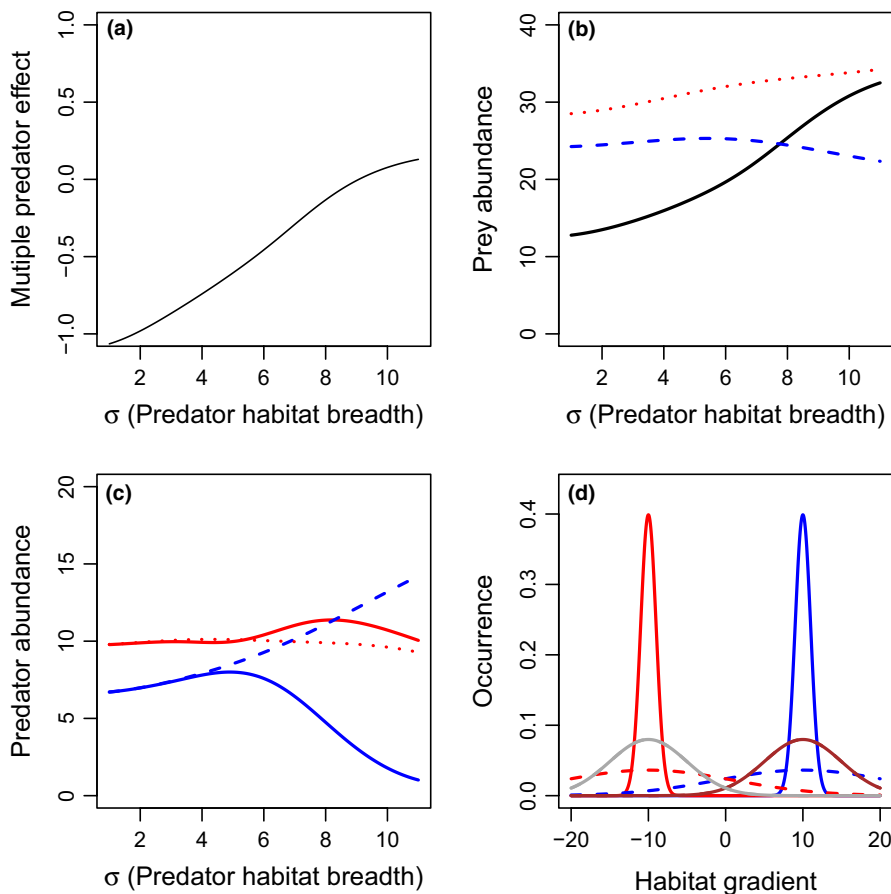 (a)
Mutiple predator effect
1.0
0.5
0.0
−0.5
−1.0
2 4 6 8 10
σ (Predator habitat breadth)
(b)
Prey abundance
40
30
20
10
0
2 4 6 8 10
σ (Predator habitat breadth)
(c)
Predator abundance
20
15
10
5
0
2 4 6 8 10
σ (Predator habitat breadth)
(d)
Occurrence
0.4
0.3
0.2
0.1
0.0
−20 −10 0 10 20
Habitat gradient